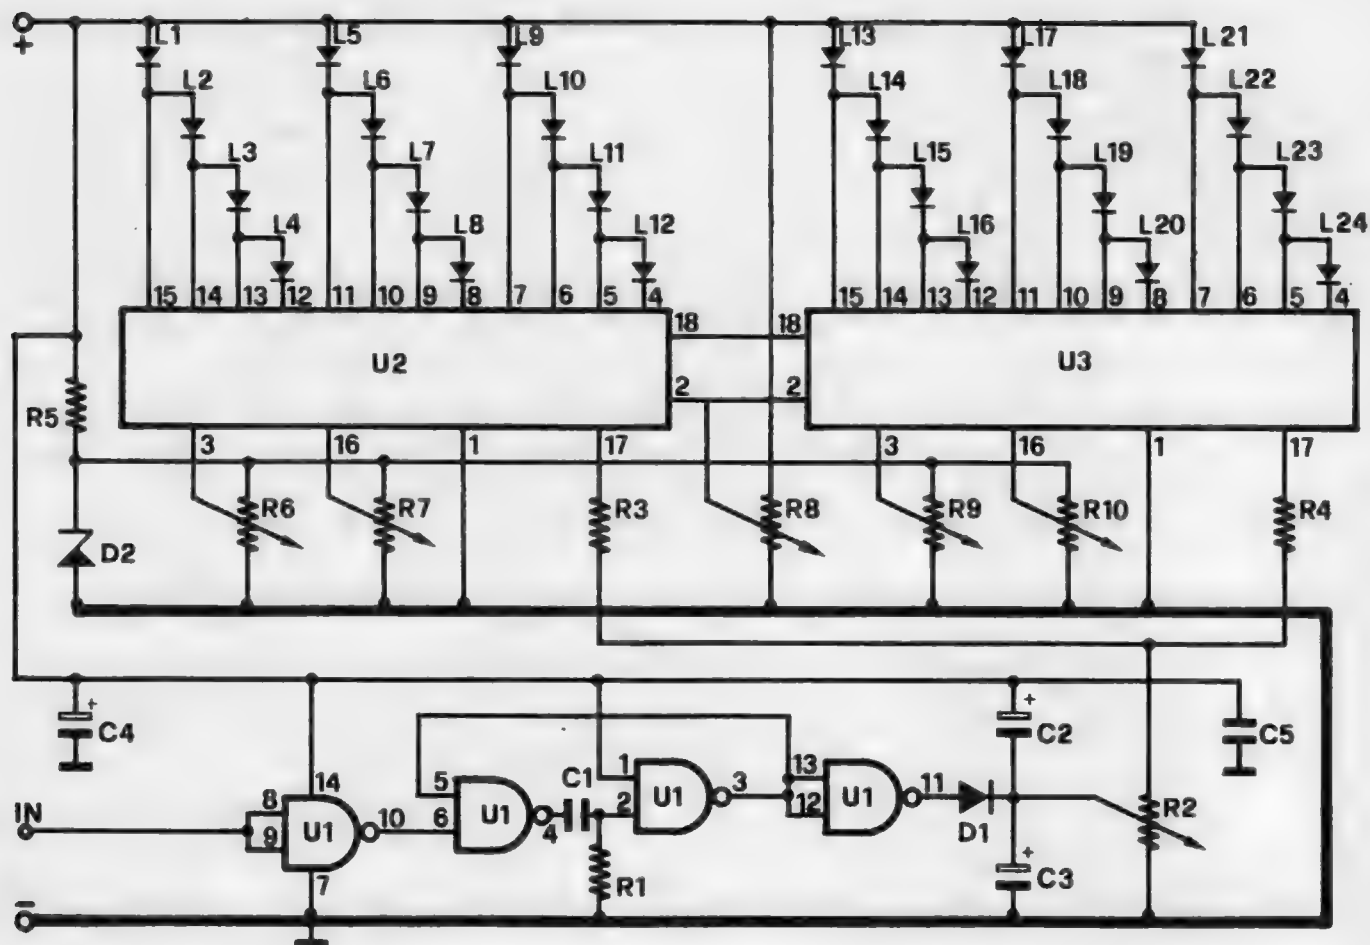 + L1 L5 L9 L13 L17 L21
L2 L6 L10 L14 L18 L22
L3 L7 L11 L15 L19 L23
L4 L8 L12 L16 L20 L24
15 14 13 12 11 10 9 8 7 6 5 4 15 14 13 12 11 10 9 8 7 6 5 4
18 18
U2 U3
2 2
R5
3 16 1 17 3 16 1 17
R6 R7 R3 R8 R9 R10 R4
D2
+ + 
C4 C2 C5
14 5 C1 1 13
IN 8 U1 10 U1 U1 3 U1 11 R2
9 6 4 2 12 D1
+
7 R1 C3
−